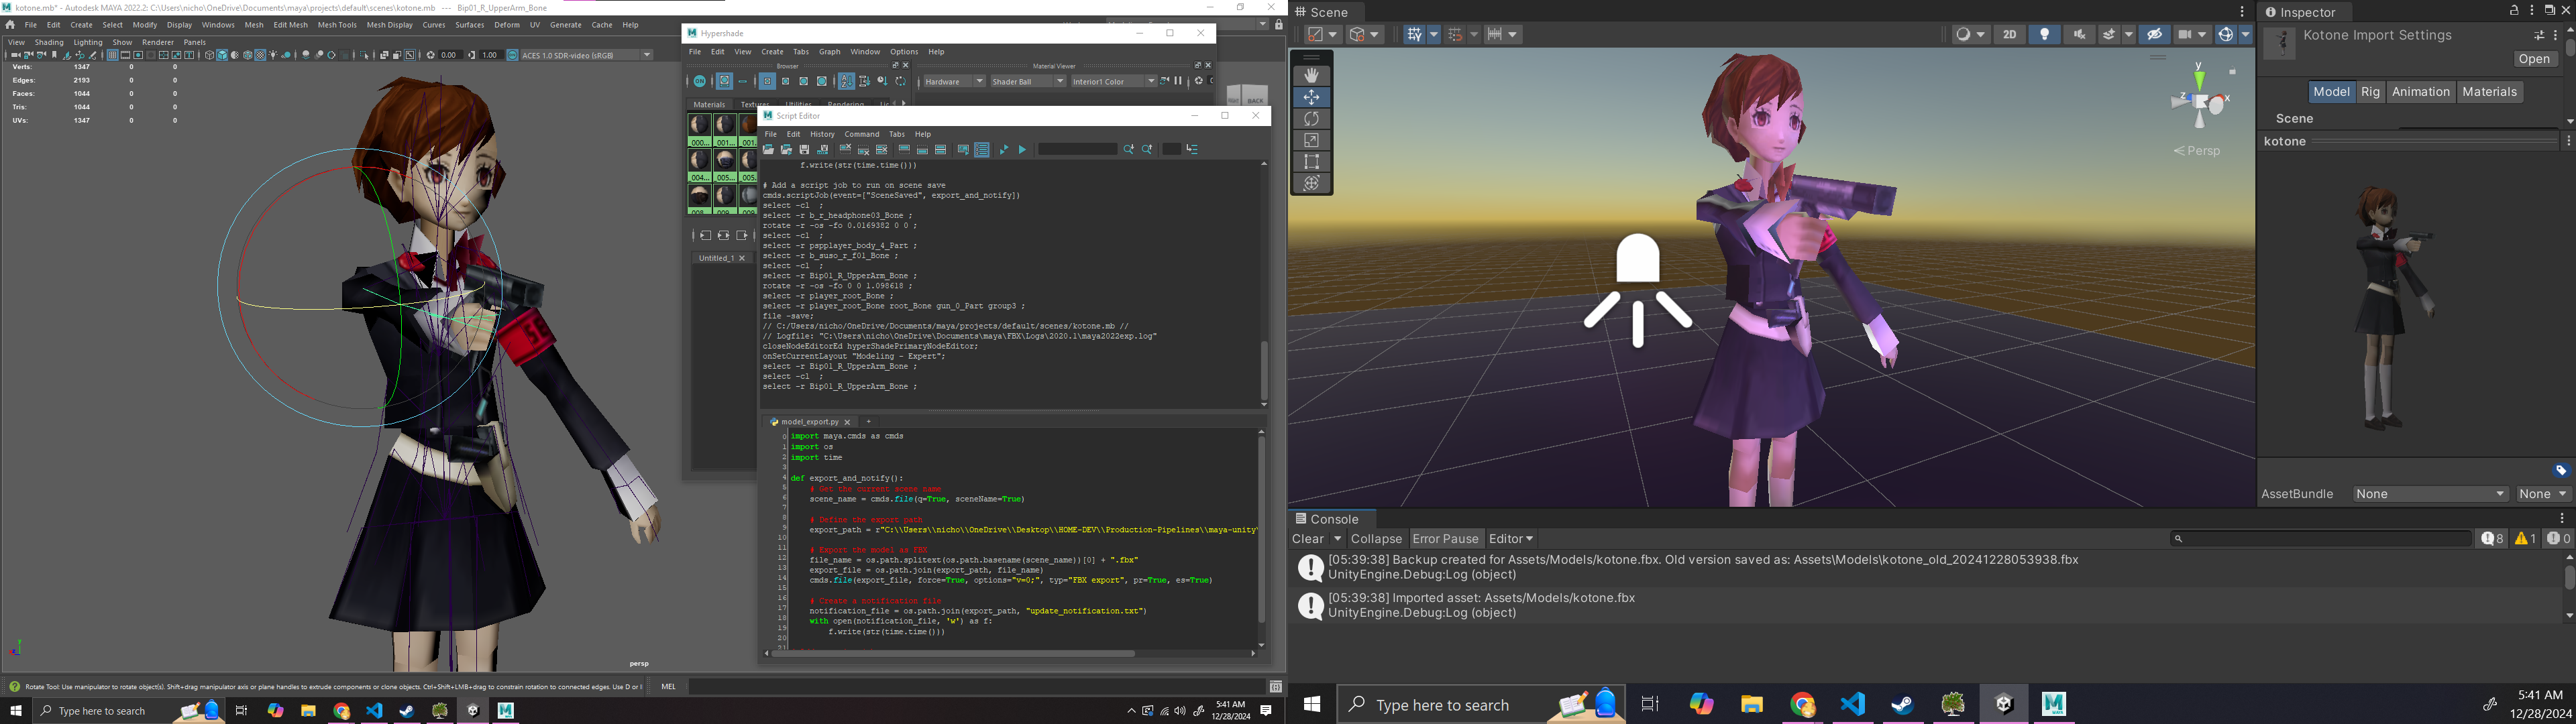 kotone.mb* - Autodesk MAYA 2022.2: C:\Users\nicho\OneDrive\Documents\maya\projects\default\scenes\kotone.mb --- Bip01_R_UpperArm_Bone
File Edit Create Select Modify Display Windows Mesh Edit Mesh Mesh Tools Mesh Display Curves Surfaces Deform UV Generate Cache Help
View Shading Lighting Show Renderer Panels
0.00 1.00 ACES 1.0 SDR-video (sRGB)
Verts: 1347 0 0
Edges: 2193 0 0
Faces: 1044 0 0
Tris: 1044 0 0
UVs: 1347 0 0
persp
Rotate Tool: Use manipulator to rotate object(s). Shift+drag manipulator axis or plane handles to extrude components or clone objects. Ctrl+Shift+LMB+drag to constrain rotation to connected edges. Use D or
MEL
Hypershade
File Edit View Create Tabs Graph Window Options Help
Browser
Material Viewer
ON
Hardware Shader Ball Interior1 Color
Materials Textures Utilities Rendering
_000... _001... _001.
_004... _005... _005.
_008 _009 _009
Untitled_1
BACK
Script Editor
File Edit History Command Tabs Help
f.write(str(time.time()))
# Add a script job to run on scene save
cmds.scriptJob(event=["SceneSaved", export_and_notify])
select -cl ;
select -r b_r_headphone03_Bone ;
rotate -r -os -fo 0.0169382 0 0 ;
select -cl ;
select -r pspplayer_body_4_Part ;
select -r b_suso_r_f01_Bone ;
select -cl ;
select -r Bip01_R_UpperArm_Bone ;
rotate -r -os -fo 0 0 1.098618 ;
select -r player_root_Bone ;
select -r player_root_Bone root_Bone gun_0_Part group3 ;
file -save;
// C:/Users/nicho/OneDrive/Documents/maya/projects/default/scenes/kotone.mb //
// Logfile: "C:\Users\nicho\OneDrive\Documents\maya\FBX\Logs\2020.1\maya2022exp.log"
closeNodeEditorEd hyperShadePrimaryNodeEditor;
onSetCurrentLayout "Modeling - Expert";
select -r Bip01_R_UpperArm_Bone ;
select -cl ;
select -r Bip01_R_UpperArm_Bone ;
model_export.py
0 import maya.cmds as cmds
1 import os
2 import time
3
4 def export_and_notify():
5 # Get the current scene name
6 scene_name = cmds.file(q=True, sceneName=True)
7
8 # Define the export path
9 export_path = r"C:\\Users\\nicho\\OneDrive\\Desktop\\HOME-DEV\\Production-Pipelines\\maya-unity
10
11 # Export the model as FBX
12 file_name = os.path.splitext(os.path.basename(scene_name))[0] + ".fbx"
13 export_file = os.path.join(export_path, file_name)
14 cmds.file(export_file, force=True, options="v=0;", typ="FBX export", pr=True, es=True)
15
16 # Create a notification file
17 notification_file = os.path.join(export_path, "update_notification.txt")
18 with open(notification_file, 'w') as f:
19 f.write(str(time.time()))
20
21
Type here to search
5:41 AM
12/28/2024
Scene
2D
y
z x
Persp
Inspector
Kotone Import Settings
Open
Model Rig Animation Materials
Scene
kotone
AssetBundle None None
Console
Clear Collapse Error Pause Editor
8 1 0
[05:39:38] Backup created for Assets/Models/kotone.fbx. Old version saved as: Assets\Models\kotone_old_20241228053938.fbx
UnityEngine.Debug:Log (object)
[05:39:38] Imported asset: Assets/Models/kotone.fbx
UnityEngine.Debug:Log (object)
Type here to search
5:41 AM
12/28/2024